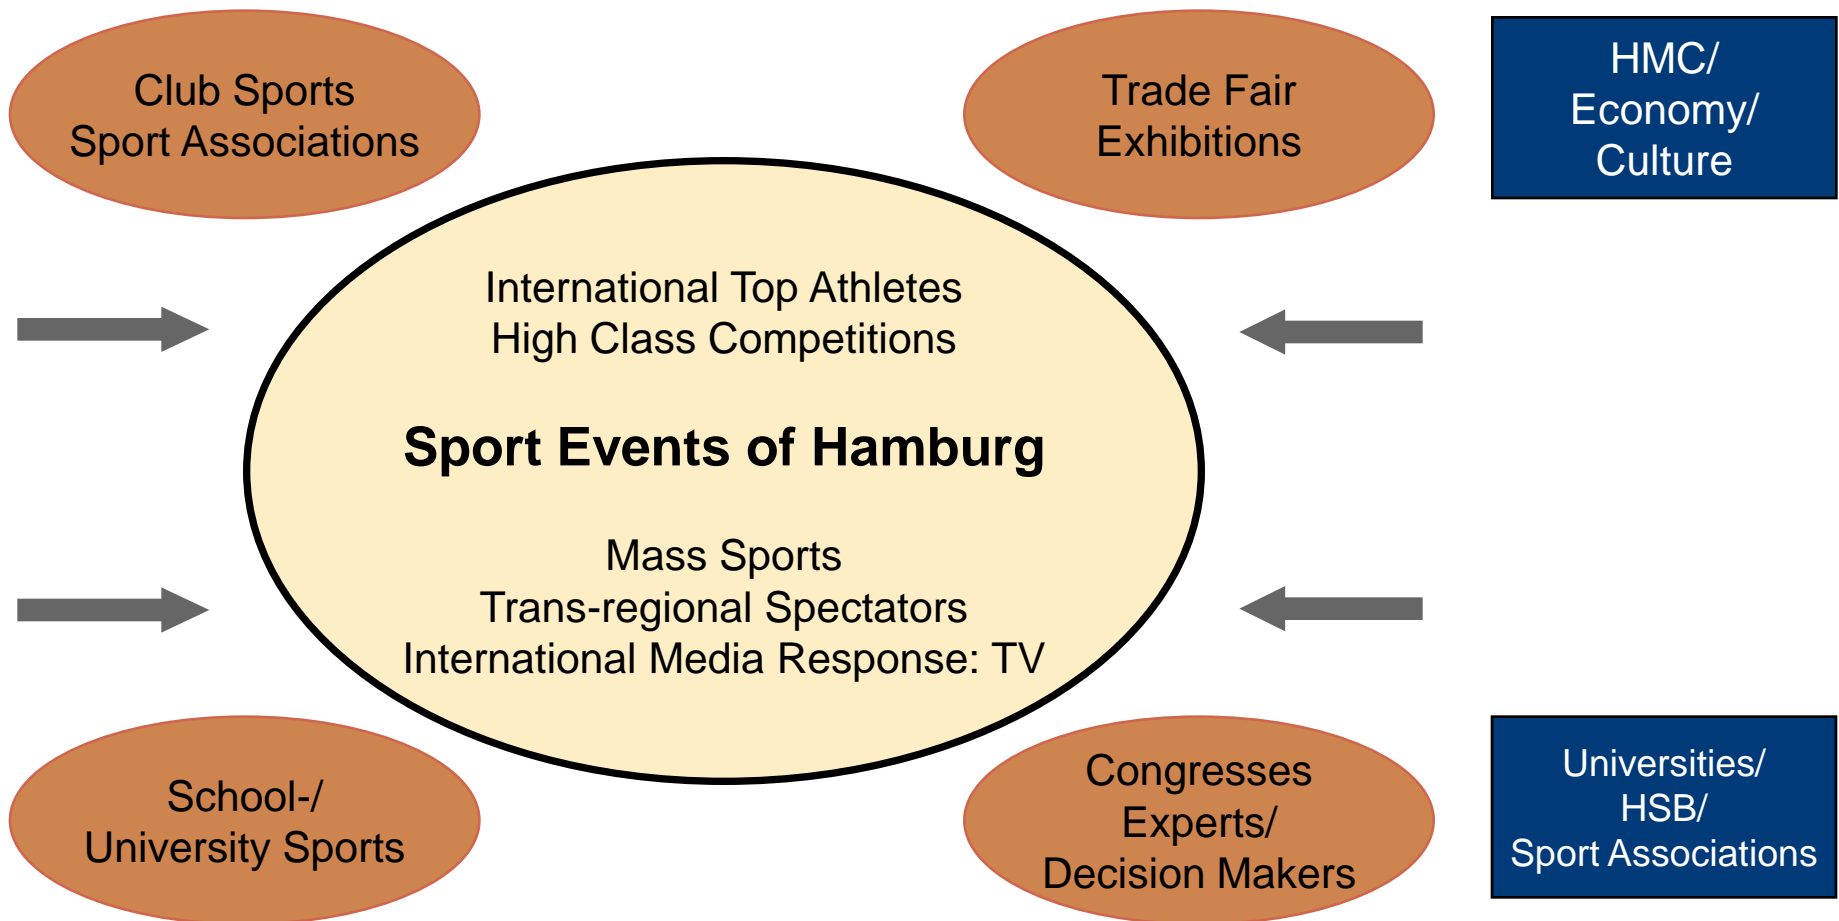 Club Sports
Sport Associations
Trade Fair
Exhibitions
HMC/
Economy/
Culture
International Top Athletes
High Class Competitions
Sport Events of Hamburg
Mass Sports
Trans-regional Spectators
International Media Response: TV
School-/
University Sports
Congresses
Experts/
Decision Makers
Universities/
HSB/
Sport Associations